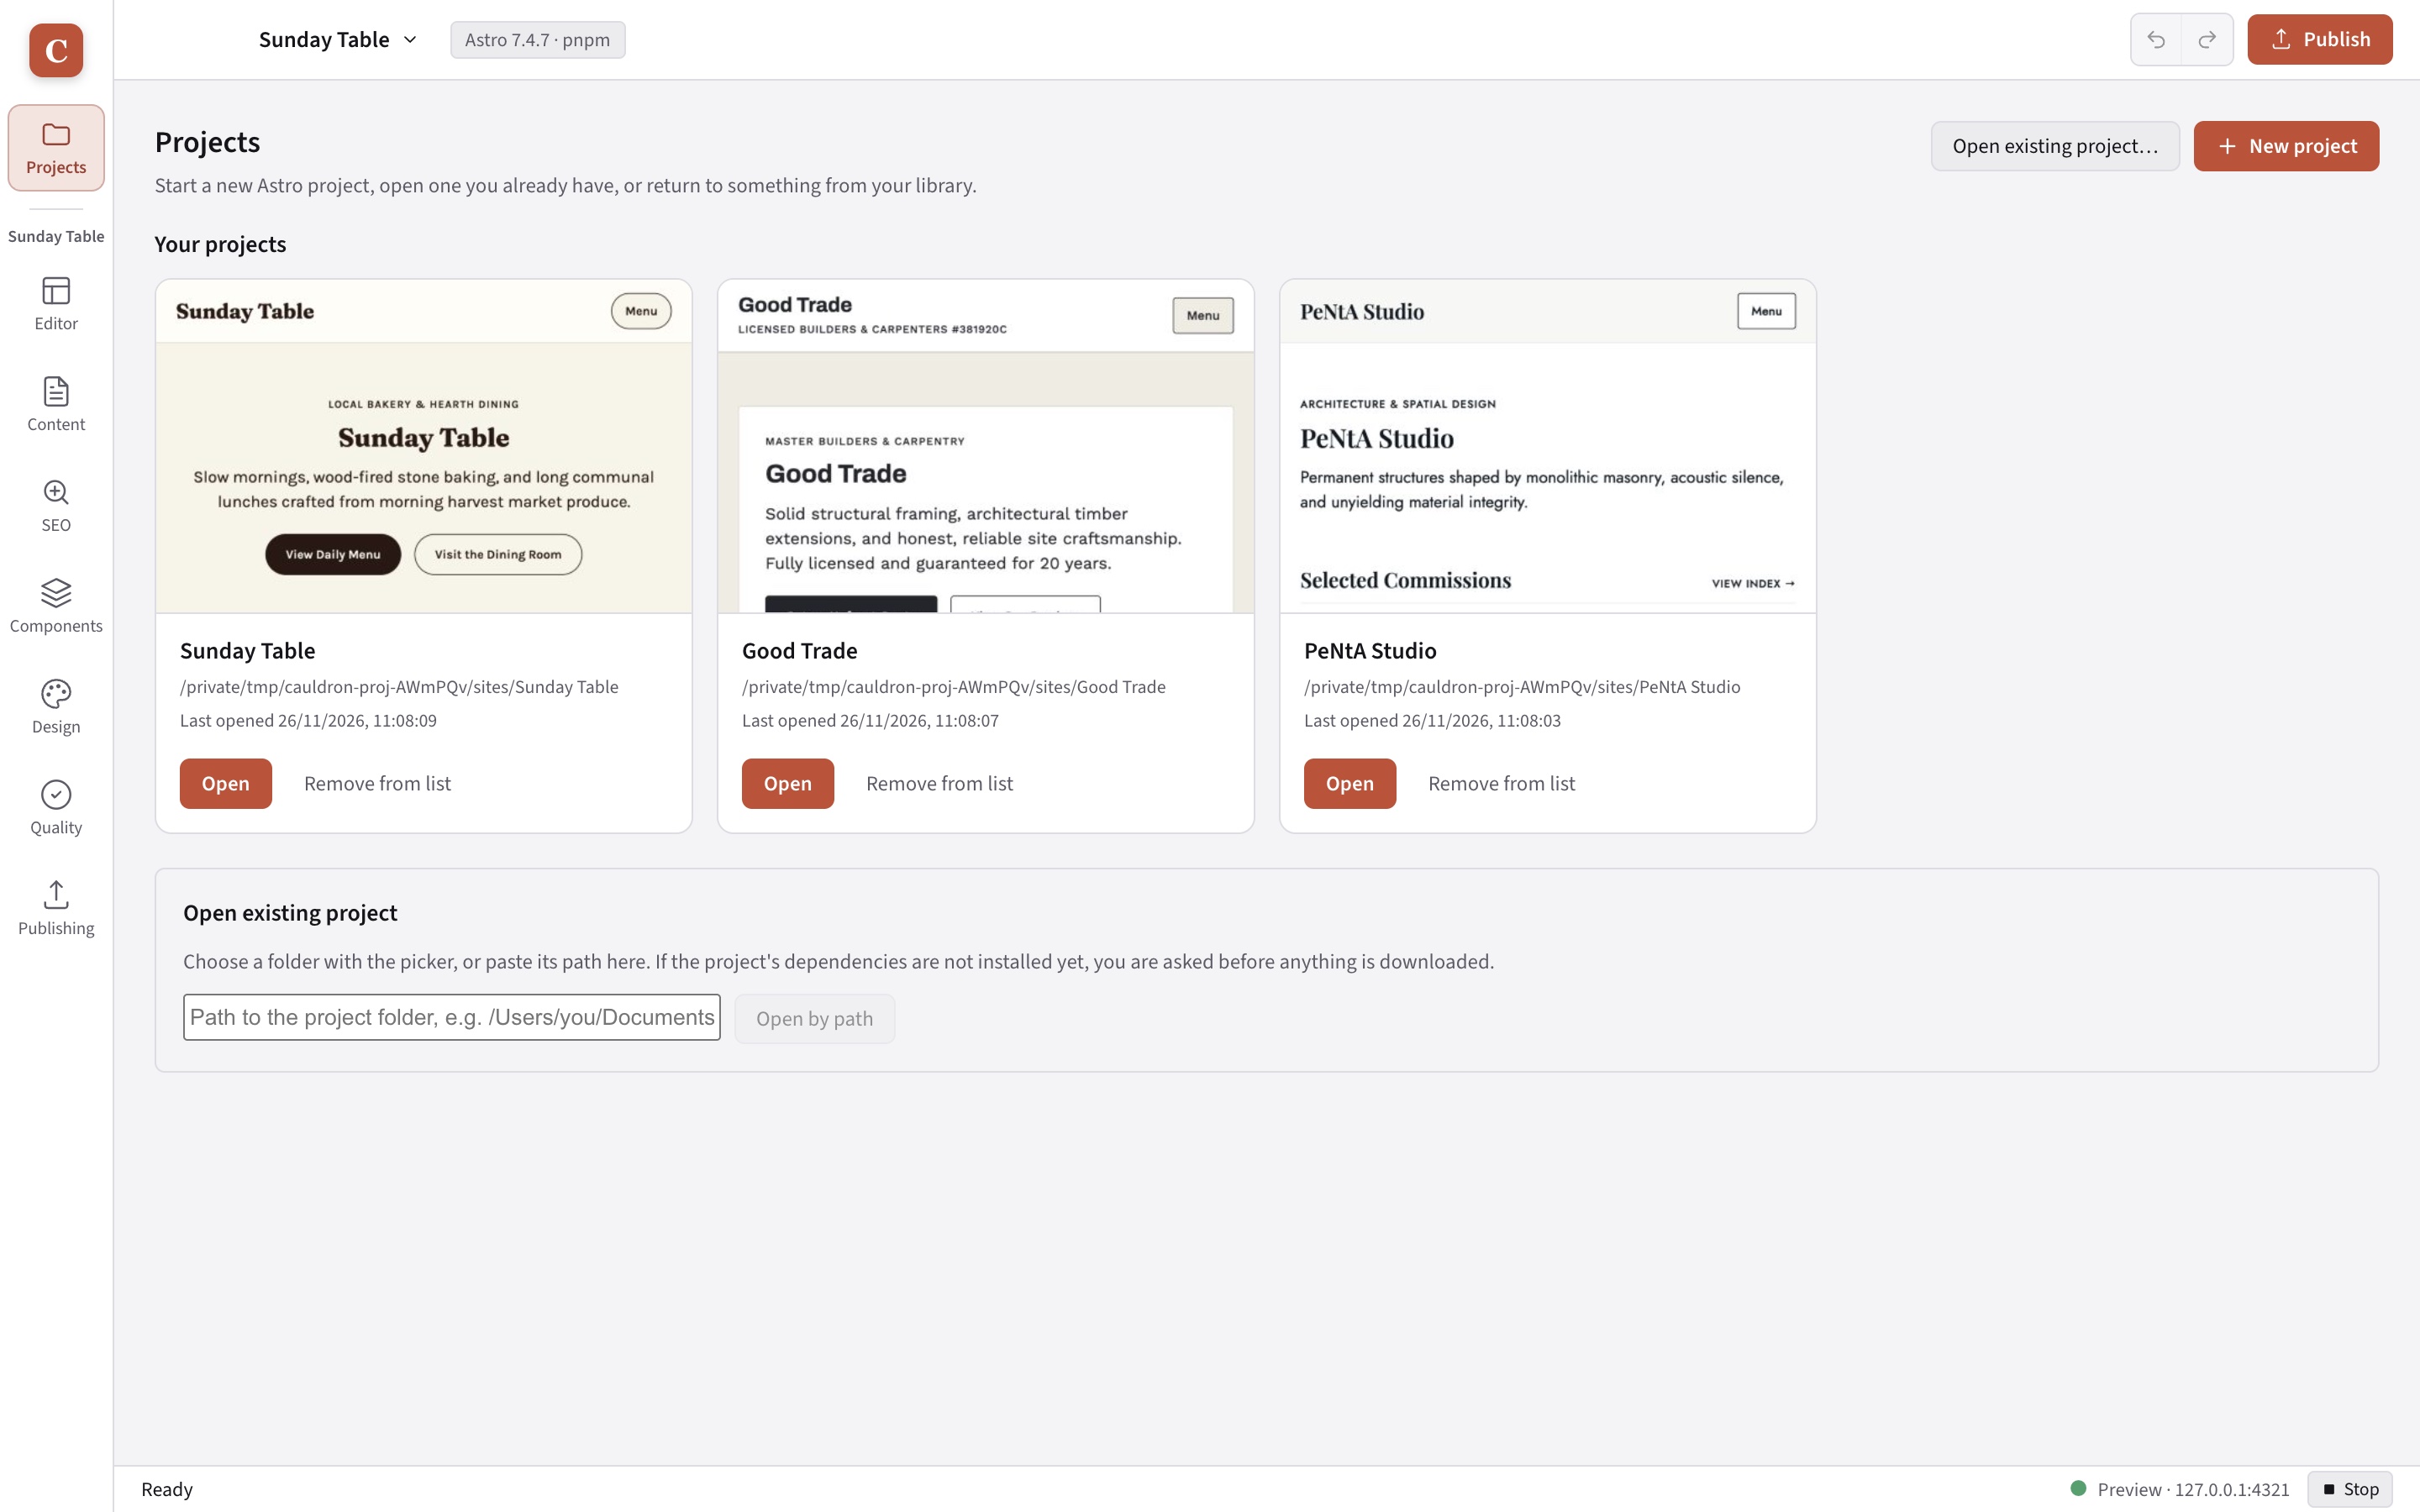 C
Sunday Table
Astro 7.4.7 · pnpm
Publish
Projects
Sunday Table
Editor
Content
SEO
Components
Design
Quality
Publishing
Projects
Start a new Astro project, open one you already have, or return to something from your library.
Open existing project…
New project
Your projects
Sunday Table
Menu
LOCAL BAKERY & HEARTH DINING
Sunday Table
Slow mornings, wood-fired stone baking, and long communal
lunches crafted from morning harvest market produce.
View Daily Menu
Visit the Dining Room
Sunday Table
/private/tmp/cauldron-proj-AWmPQv/sites/Sunday Table
Last opened 26/11/2026, 11:08:09
Open
Remove from list
Good Trade
LICENSED BUILDERS & CARPENTERS #381920C
Menu
MASTER BUILDERS & CARPENTRY
Good Trade
Solid structural framing, architectural timber
extensions, and honest, reliable site craftsmanship.
Fully licensed and guaranteed for 20 years.
Good Trade
/private/tmp/cauldron-proj-AWmPQv/sites/Good Trade
Last opened 26/11/2026, 11:08:07
Open
Remove from list
PeNtA Studio
Menu
ARCHITECTURE & SPATIAL DESIGN
PeNtA Studio
Permanent structures shaped by monolithic masonry, acoustic silence,
and unyielding material integrity.
Selected Commissions
VIEW INDEX →
PeNtA Studio
/private/tmp/cauldron-proj-AWmPQv/sites/PeNtA Studio
Last opened 26/11/2026, 11:08:03
Open
Remove from list
Open existing project
Choose a folder with the picker, or paste its path here. If the project's dependencies are not installed yet, you are asked before anything is downloaded.
Path to the project folder, e.g. /Users/you/Documents
Open by path
Ready
Preview · 127.0.0.1:4321
Stop